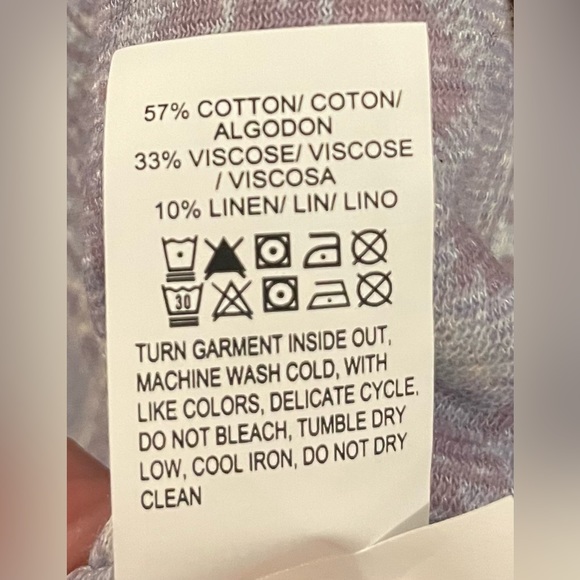 57% COTTON/ COTON/
ALGODON
33% VISCOSE/ VISCOSE
/ VISCOSA
10% LINEN/ LIN/ LINO
30
TURN GARMENT INSIDE OUT,
MACHINE WASH COLD, WITH
LIKE COLORS, DELICATE CYCLE,
DO NOT BLEACH, TUMBLE DRY
LOW, COOL IRON, DO NOT DRY
CLEAN